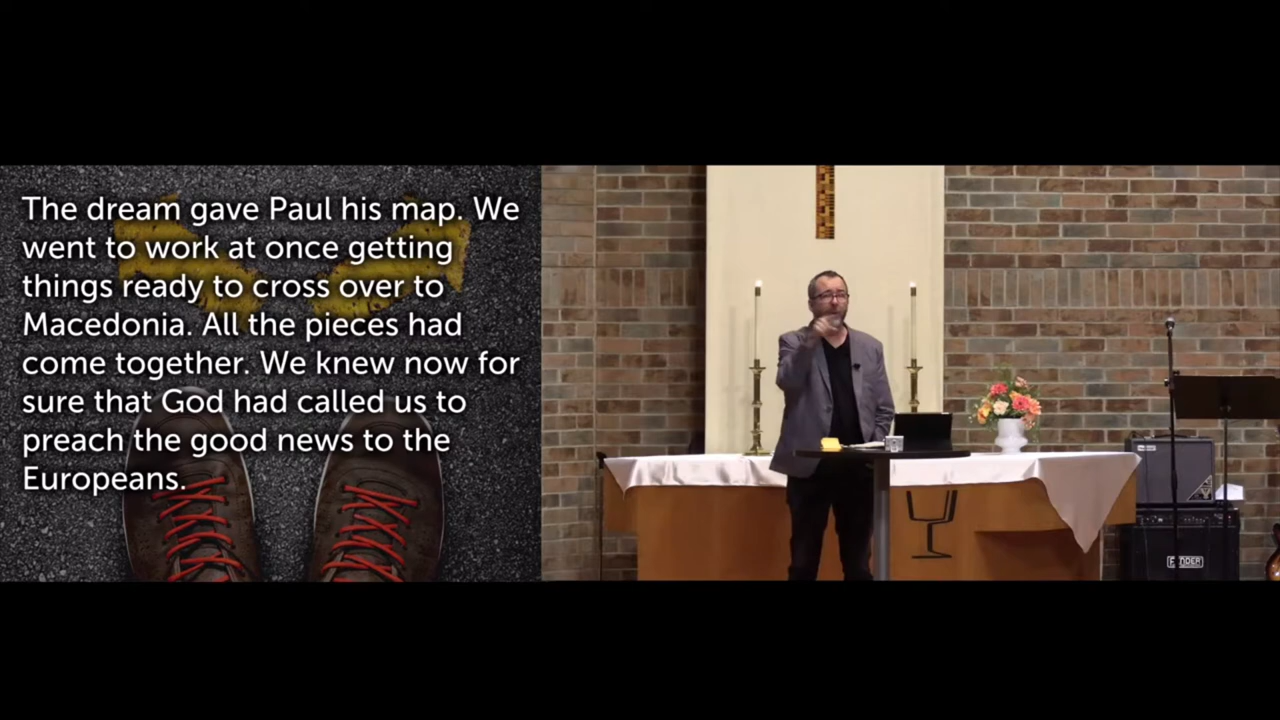 The dream gave Paul his map. We
went to work at once getting
things ready to cross over to
Macedonia. All the pieces had
come together. We knew now for
sure that God had called us to
preach the good news to the
Europeans.